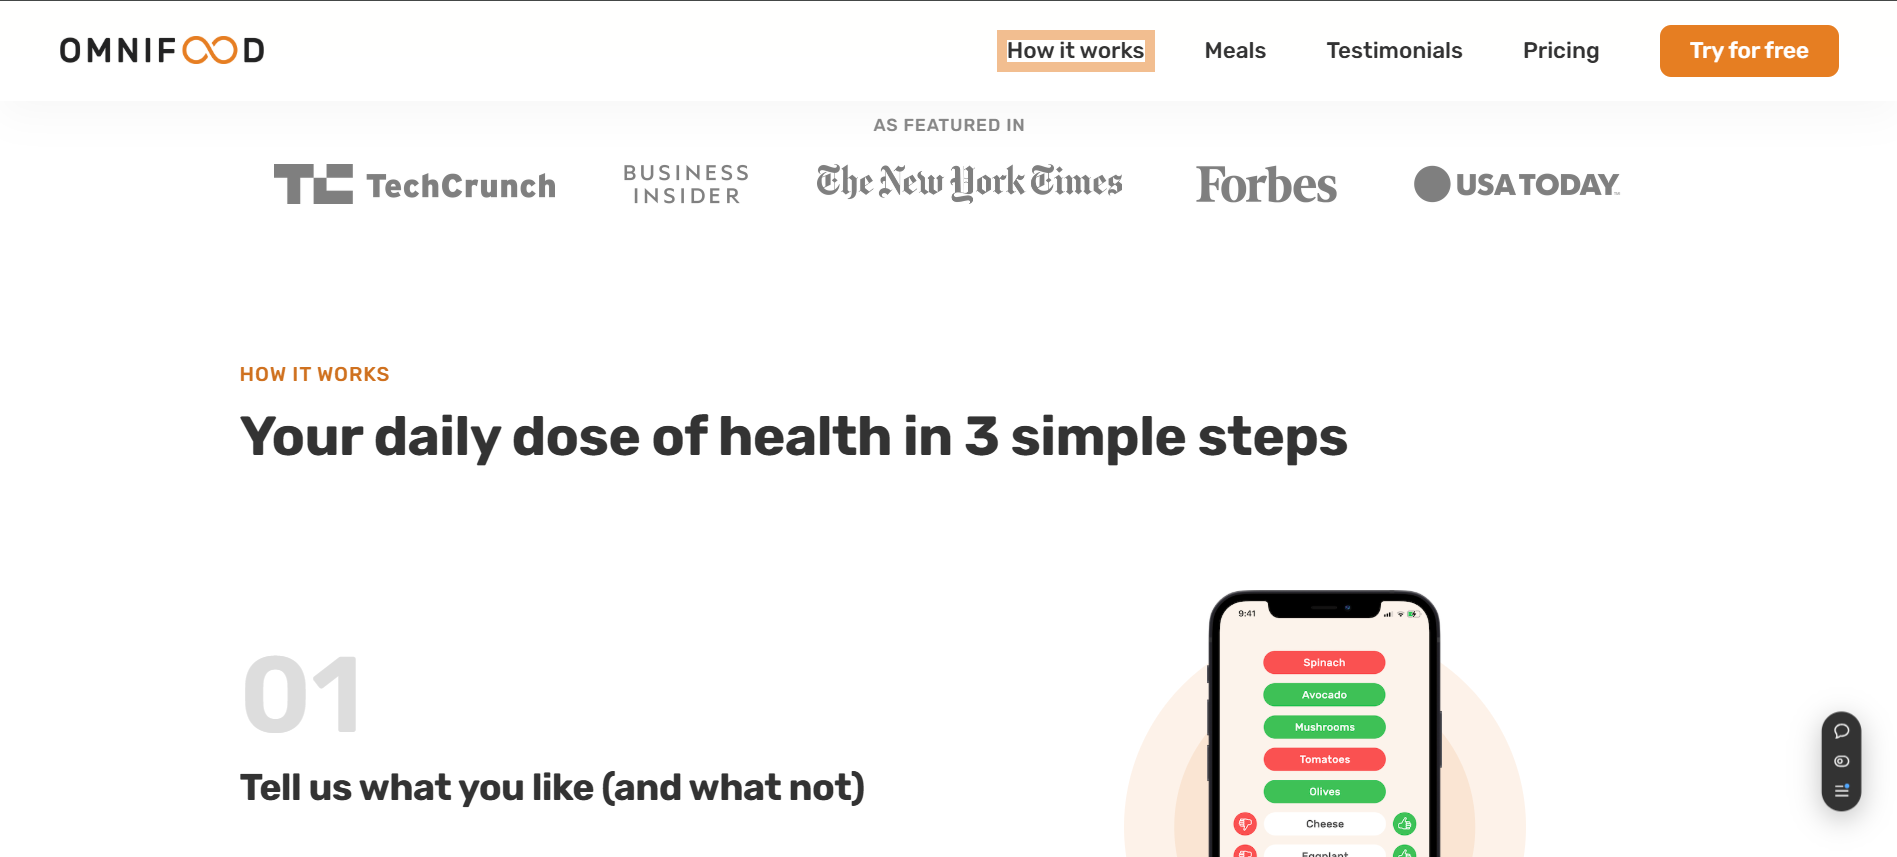 OMNIFOOD
How it works
Meals
Testimonials
Pricing
Try for free
AS FEATURED IN
TC TechCrunch
BUSINESS
INSIDER
The New York Times
Forbes
USA TODAY
HOW IT WORKS
Your daily dose of health in 3 simple steps
01
Tell us what you like (and what not)
9:41
Spinach
Avocado
Mushrooms
Tomatoes
Olives
Cheese
Eggplant